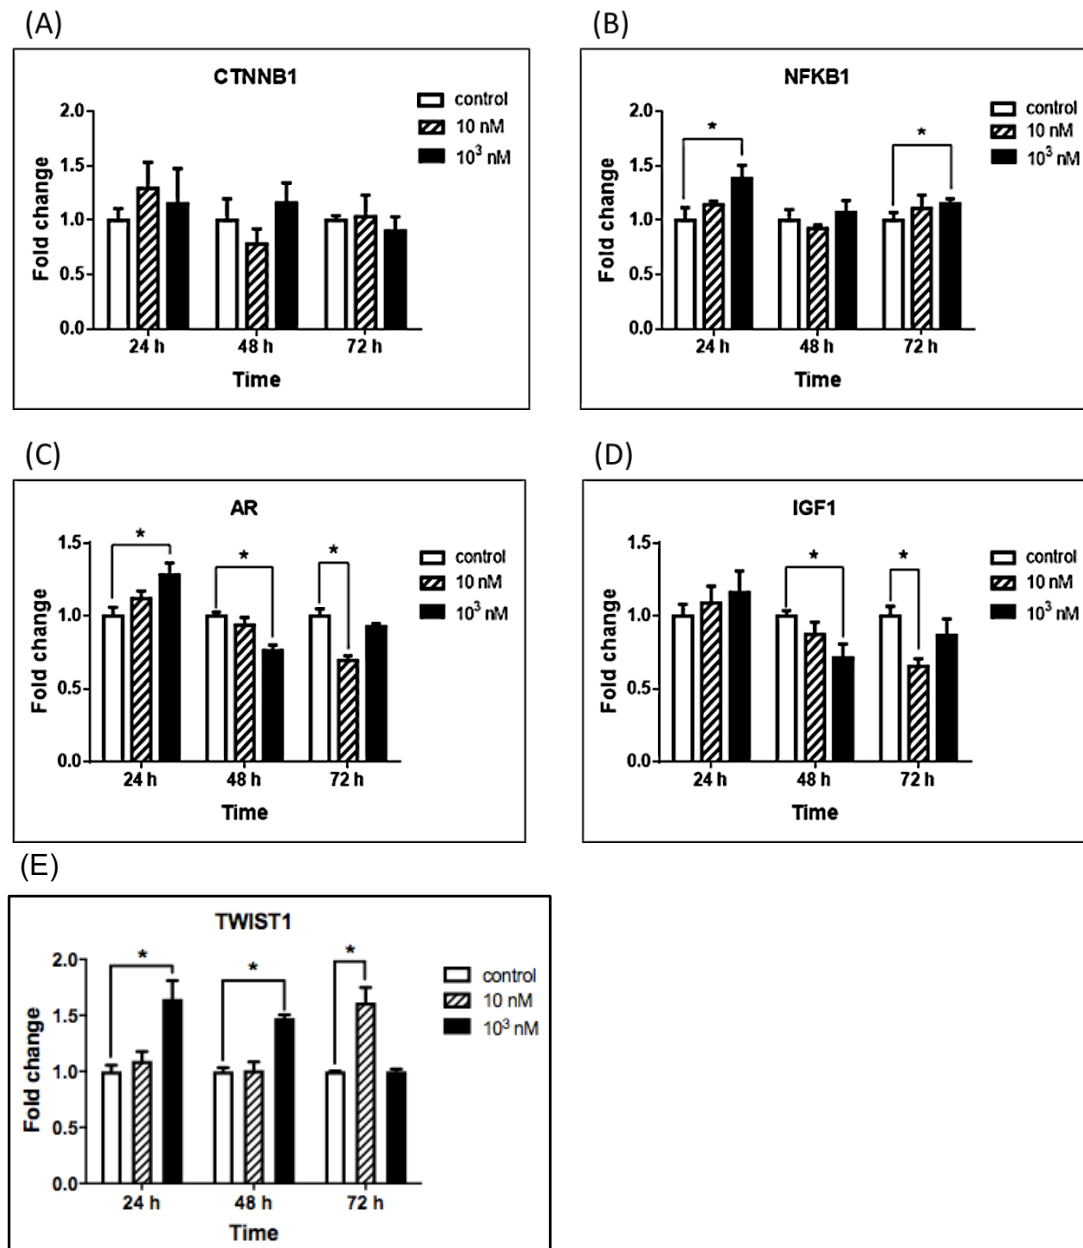 (A)
CTNNB1
control
10 nM
10³ nM
2.0
1.5
1.0
0.5
0.0
Fold change
24 h 48 h 72 h
Time
(B)
NFKB1
control
10 nM
10³ nM
2.0
1.5
1.0
0.5
0.0
Fold change
* *
24 h 48 h 72 h
Time
(C)
AR
control
10 nM
10³ nM
1.5
1.0
0.5
0.0
Fold change
* * *
24 h 48 h 72 h
Time
(D)
IGF1
control
10 nM
10³ nM
1.5
1.0
0.5
0.0
Fold change
* *
24 h 48 h 72 h
Time
(E)
TWIST1
control
10 nM
10³ nM
2.0
1.5
1.0
0.5
0.0
Fold change
* * *
24 h 48 h 72 h
Time